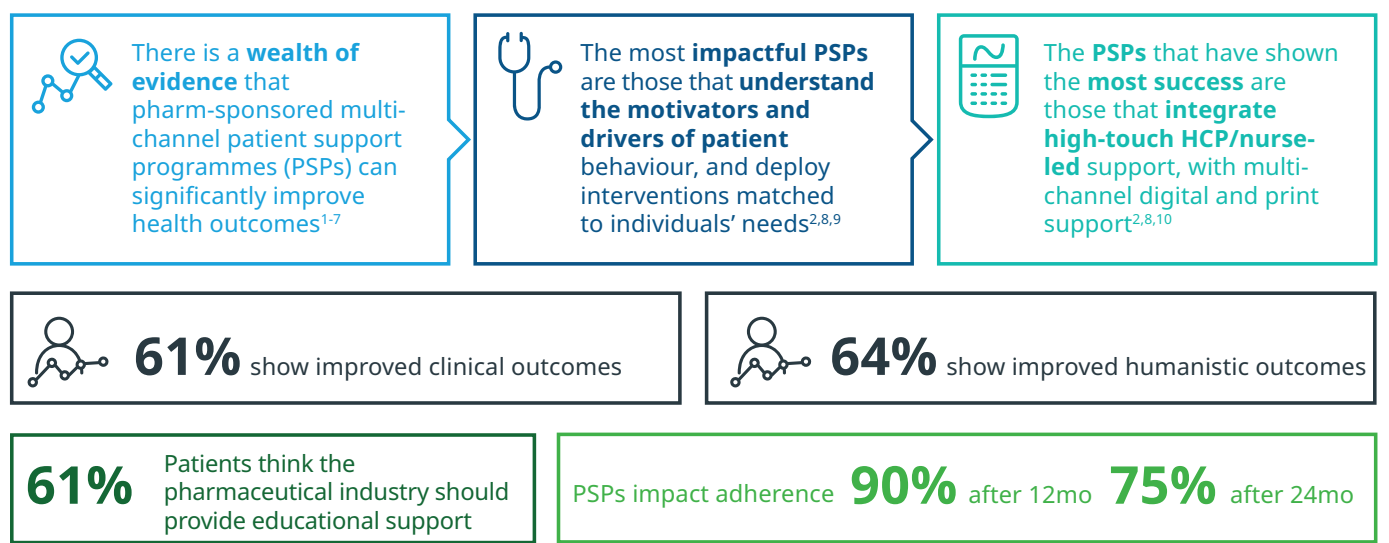 There is a wealth of
evidence that
pharm-sponsored multi-
channel patient support
programmes (PSPs) can
significantly improve
health outcomes1-7
The most impactful PSPs
are those that understand
the motivators and
drivers of patient
behaviour, and deploy
interventions matched
to individuals’ needs2,8,9
The PSPs that have shown
the most success are
those that integrate
high-touch HCP/nurse-
led support, with multi-
channel digital and print
support2,8,10
61% show improved clinical outcomes
64% show improved humanistic outcomes
61%
Patients think the
pharmaceutical industry should
provide educational support
PSPs impact adherence 90% after 12mo 75% after 24mo